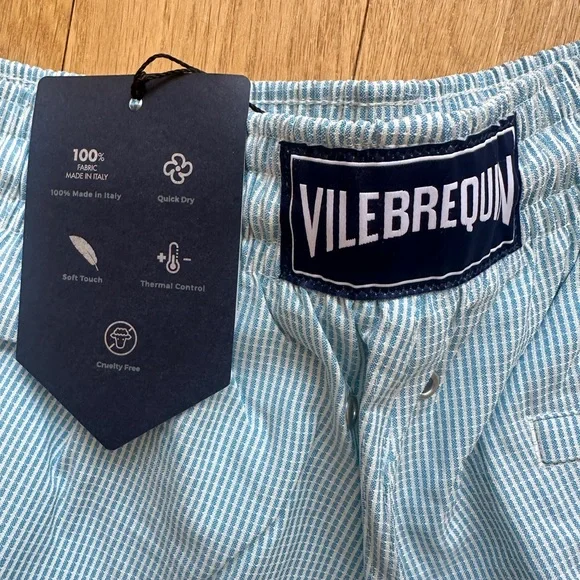 100%
FABRIC
MADE IN ITALY
100% Made in Italy
Quick Dry
Soft Touch
Thermal Control
Cruelty Free
VILEBREQUIN